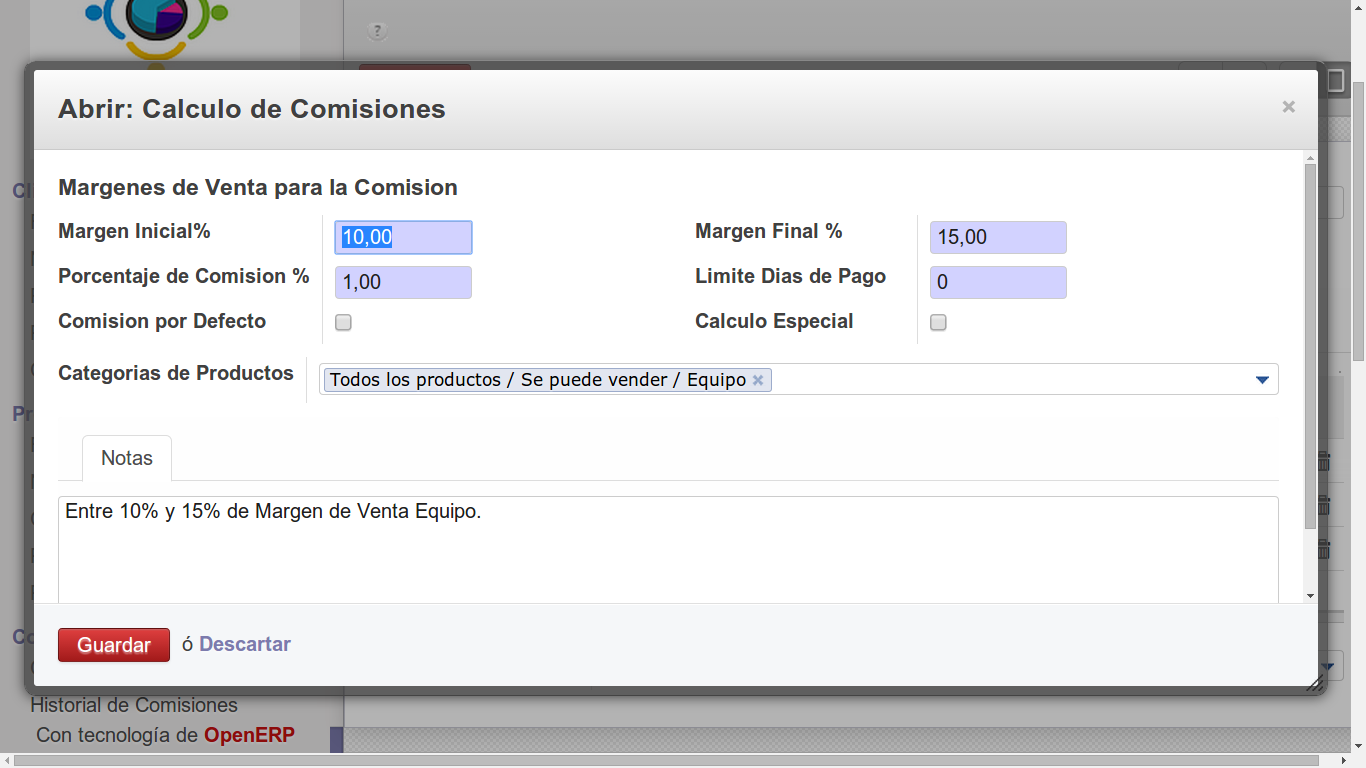 ?
Abrir: Calculo de Comisiones
×
Margenes de Venta para la Comision
Margen Inicial% 10,00 Margen Final % 15,00
Porcentaje de Comision % 1,00 Limite Dias de Pago 0
Comision por Defecto Calculo Especial
Categorias de Productos Todos los productos / Se puede vender / Equipo ×
Notas
Entre 10% y 15% de Margen de Venta Equipo.
Guardar ó Descartar
Historial de Comisiones
Con tecnología de OpenERP